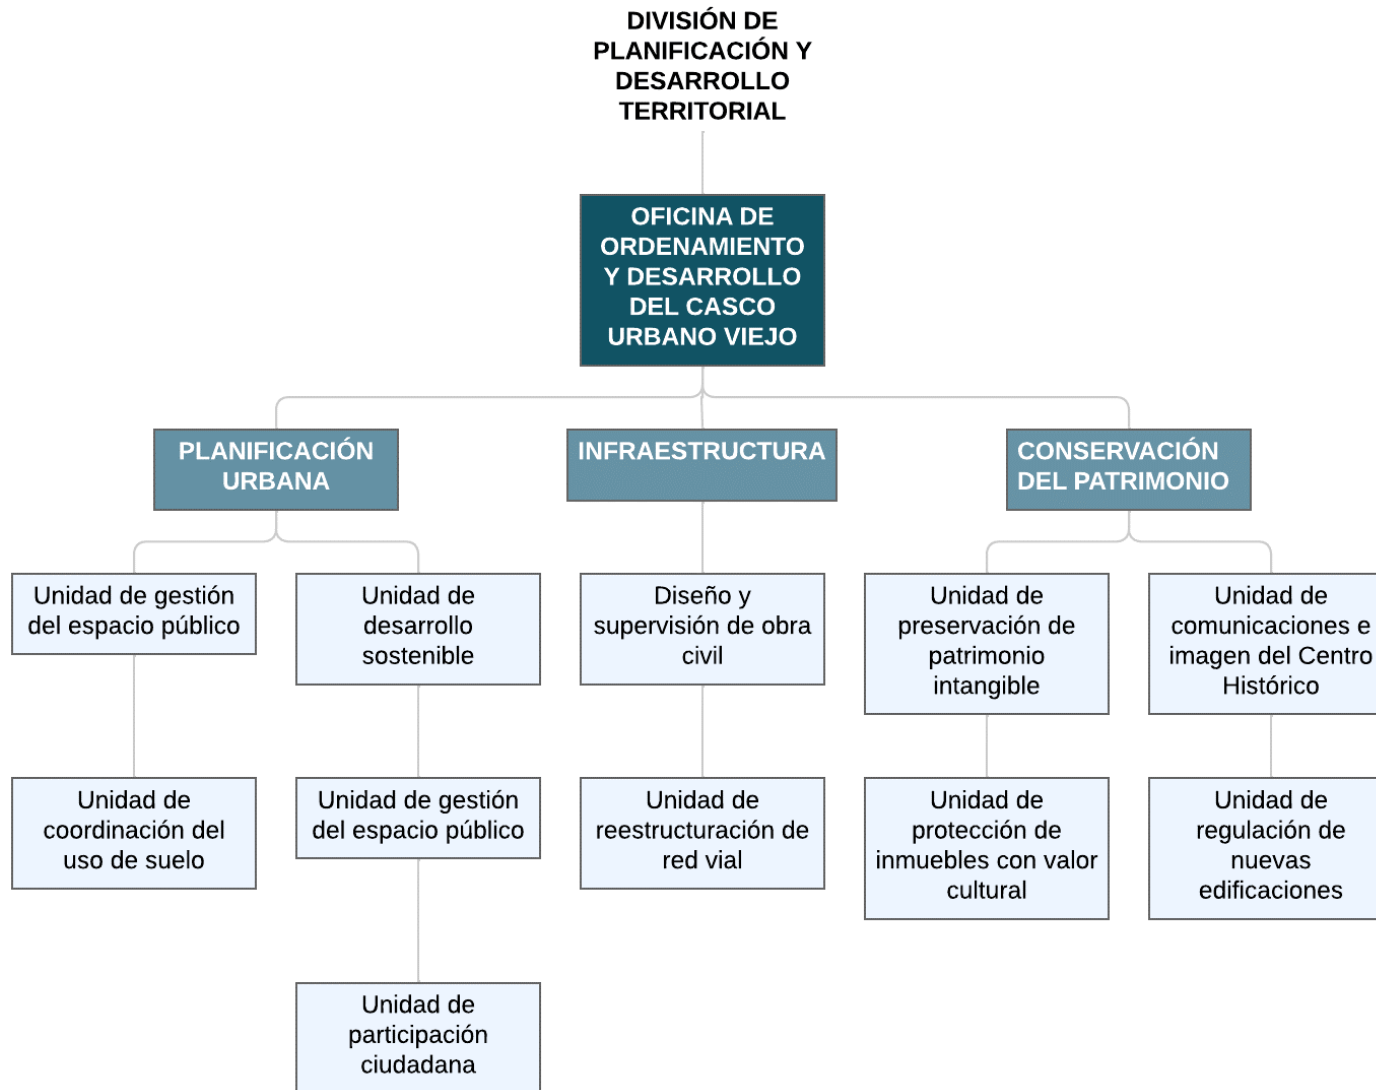 DIVISIÓN DE
PLANIFICACIÓN Y
DESARROLLO
TERRITORIAL
OFICINA DE
ORDENAMIENTO
Y DESARROLLO
DEL CASCO
URBANO VIEJO
PLANIFICACIÓN
URBANA
INFRAESTRUCTURA
CONSERVACIÓN
DEL PATRIMONIO
Unidad de gestión
del espacio público
Unidad de
desarrollo
sostenible
Diseño y
supervisión de obra
civil
Unidad de
preservación de
patrimonio
intangible
Unidad de
comunicaciones e
imagen del Centro
Histórico
Unidad de
coordinación del
uso de suelo
Unidad de gestión
del espacio público
Unidad de
reestructuración de
red vial
Unidad de
protección de
inmuebles con valor
cultural
Unidad de
regulación de
nuevas
edificaciones
Unidad de
participación
ciudadana